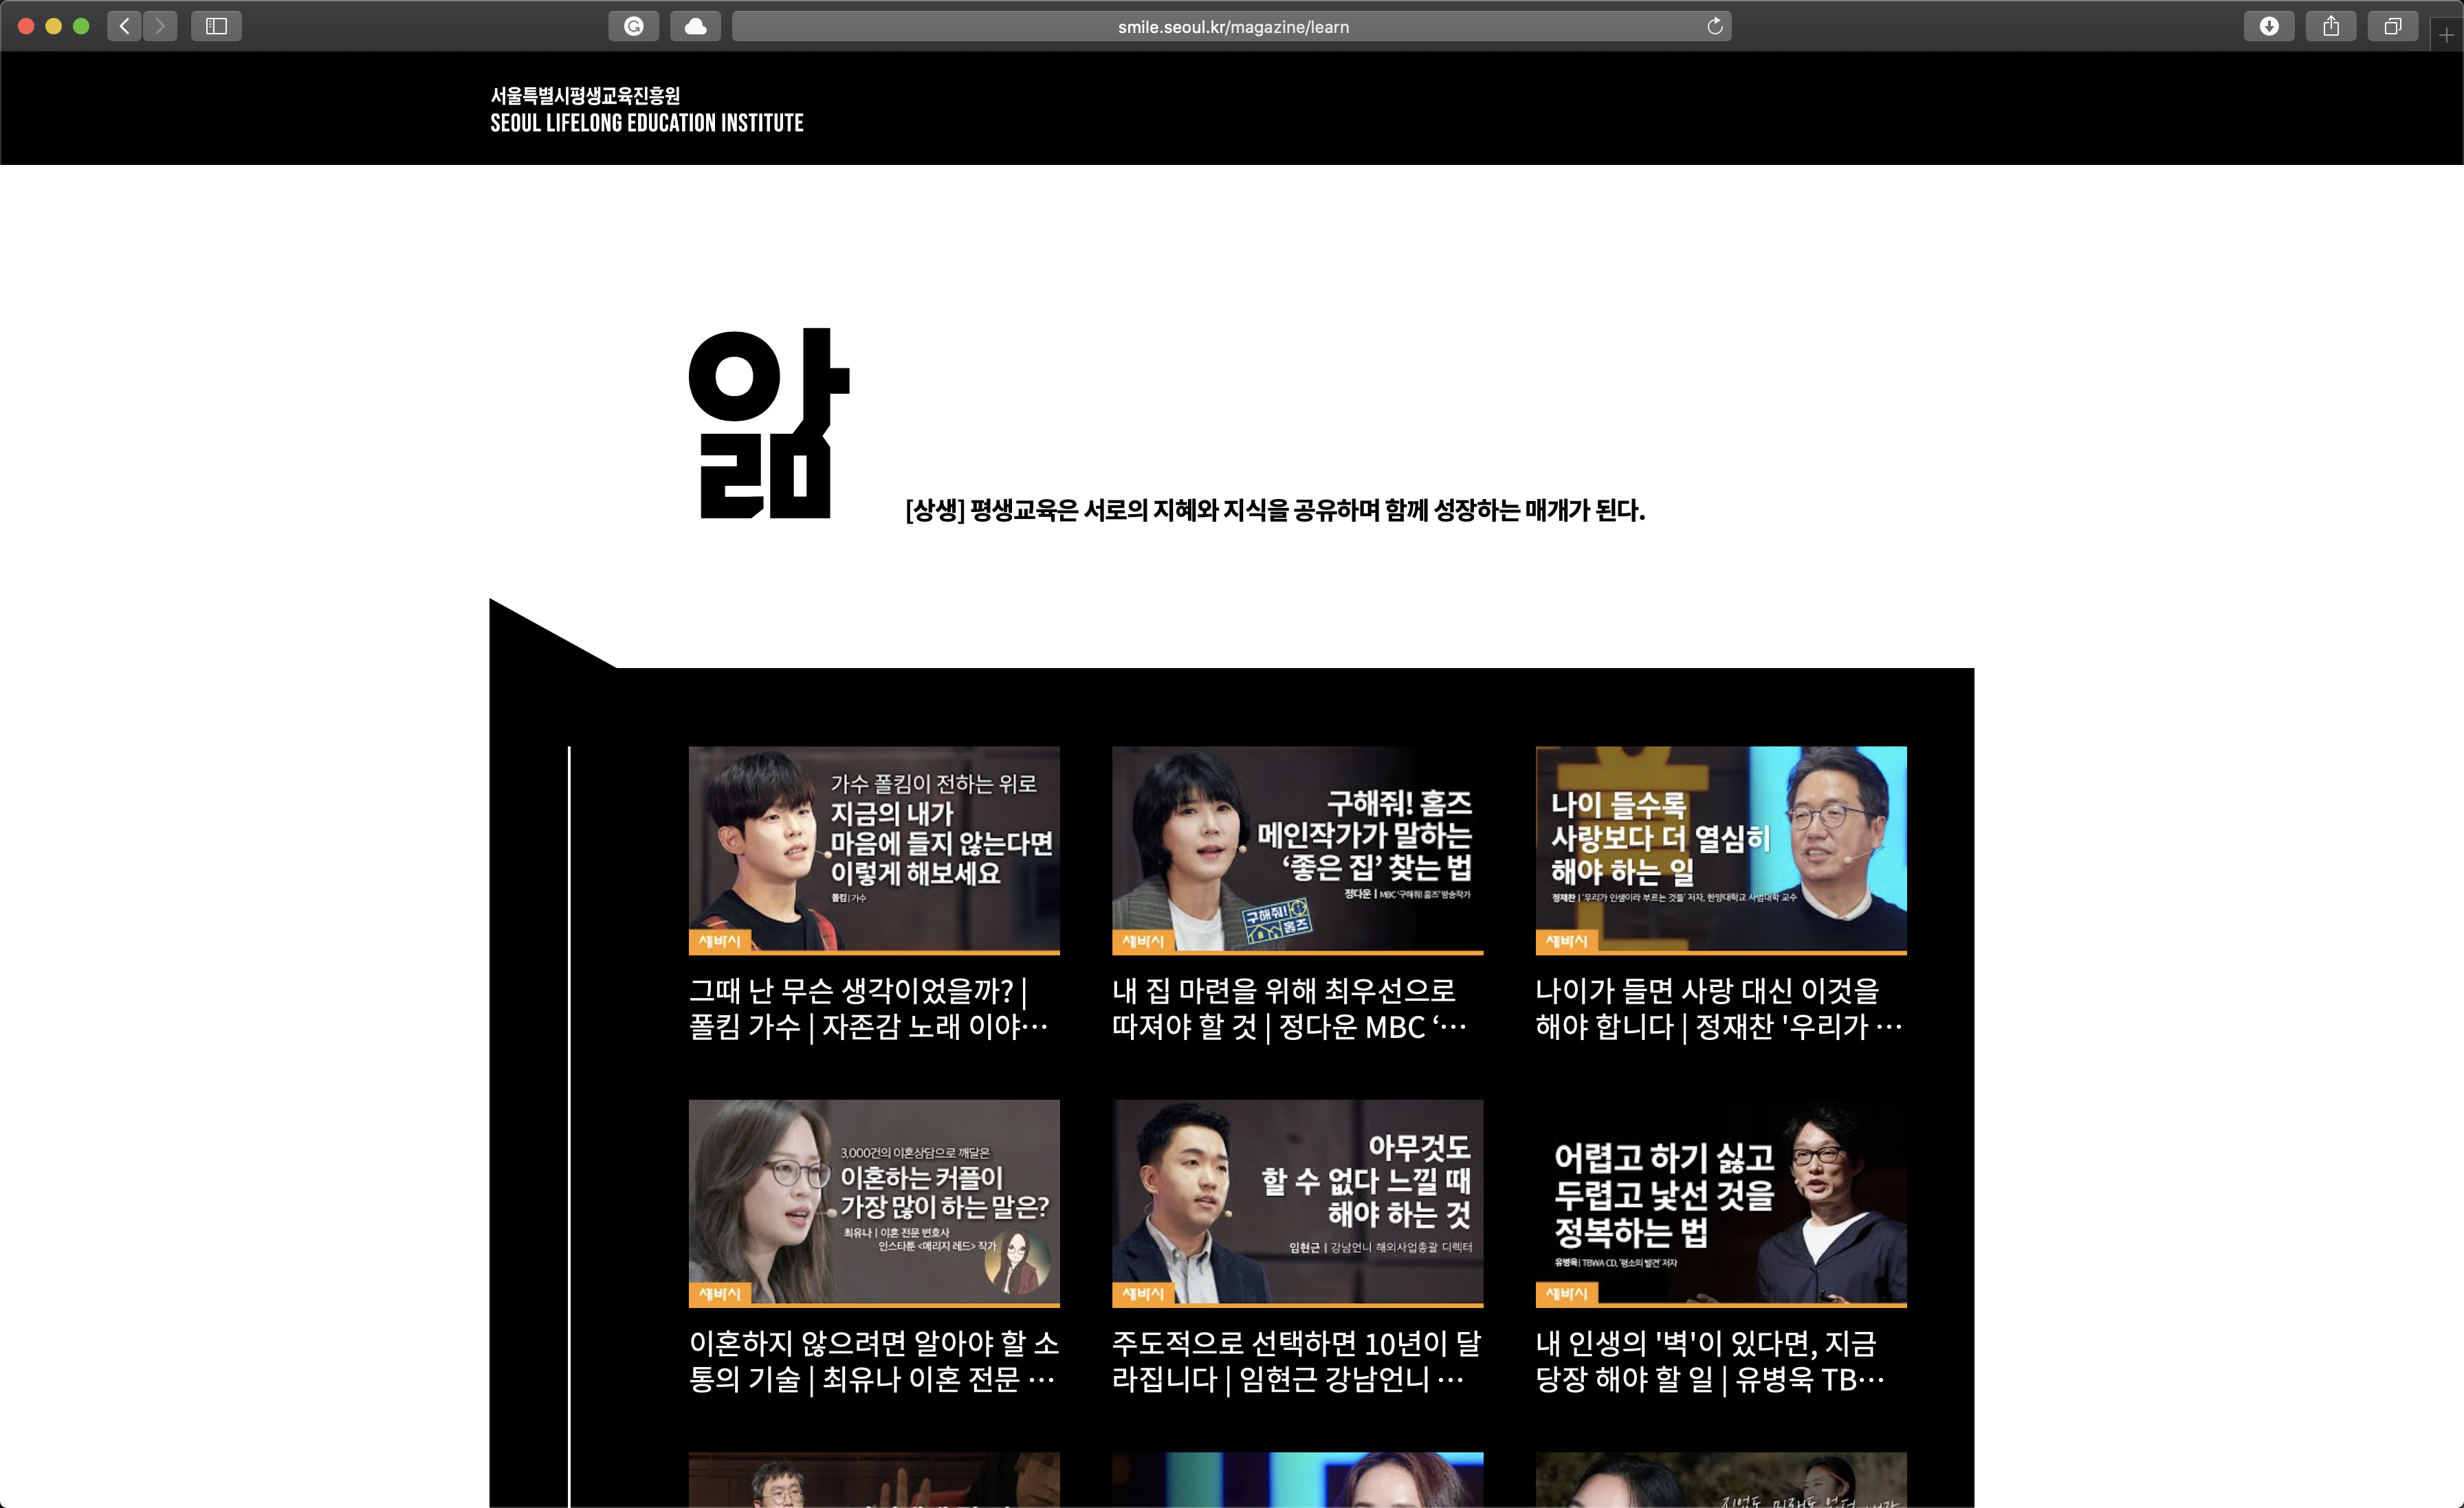 smile.seoul.kr/magazine/learn
서울특별시평생교육진흥원
SEOUL LIFELONG EDUCATION INSTITUTE
앎
[상생] 평생교육은 서로의 지혜와 지식을 공유하며 함께 성장하는 매개가 된다.
가수 폴킴이 전하는 위로
지금의 내가
마음에 들지 않는다면
이렇게 해보세요
폴킴 | 가수
세바시
그때 난 무슨 생각이었을까? |
폴킴 가수 | 자존감 노래 이야…
구해줘! 홈즈
메인작가가 말하는
‘좋은 집’ 찾는 법
정다운 | MBC '구해줘! 홈즈' 방송작가
구해줘!
홈즈
세바시
내 집 마련을 위해 최우선으로
따져야 할 것 | 정다운 MBC ‘…
나이 들수록
사랑보다 더 열심히
해야 하는 일
정재찬 | '우리가 인생이라 부르는 것들' 저자, 한양대학교 사범대학 교수
세바시
나이가 들면 사랑 대신 이것을
해야 합니다 | 정재찬 '우리가 …
3,000건의 이혼상담으로 깨달은
이혼하는 커플이
가장 많이 하는 말은?
최유나 | 이혼 전문 변호사
인스타툰 <메리지 레드> 작가
세바시
이혼하지 않으려면 알아야 할 소
통의 기술 | 최유나 이혼 전문 …
아무것도
할 수 없다 느낄 때
해야 하는 것
임현근 | 강남언니 해외사업총괄 디렉터
세바시
주도적으로 선택하면 10년이 달
라집니다 | 임현근 강남언니 …
어렵고 하기 싫고
두렵고 낯선 것을
정복하는 법
유병욱 | TBWA CD, '평소의 발견' 저자
세바시
내 인생의 '벽'이 있다면, 지금
당장 해야 할 일 | 유병욱 TB…